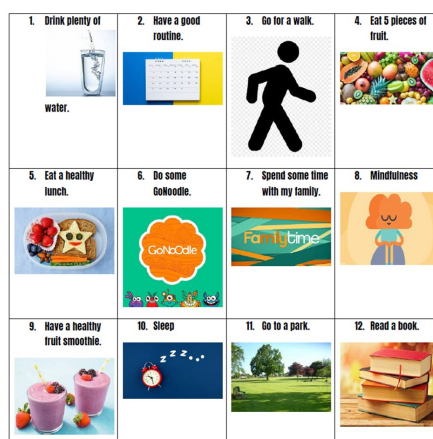 1. Drink plenty of
water.
2. Have a good
routine.
3. Go for a walk.
4. Eat 5 pieces of
fruit.
5. Eat a healthy
lunch.
6. Do some
GoNoodle.
GoNoodle
7. Spend some time
with my family.
Familytime
8. Mindfulness
9. Have a healthy
fruit smoothie.
10. Sleep
z z z
11. Go to a park.
12. Read a book.